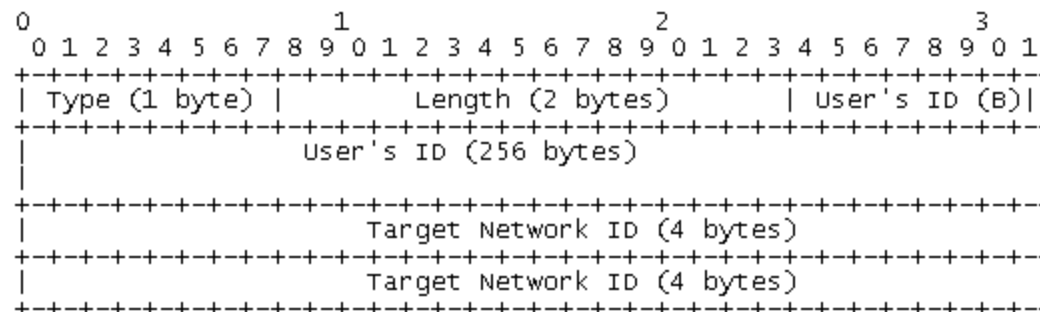 0                   1                   2                   3
 0 1 2 3 4 5 6 7 8 9 0 1 2 3 4 5 6 7 8 9 0 1 2 3 4 5 6 7 8 9 0 1
+-+-+-+-+-+-+-+-+-+-+-+-+-+-+-+-+-+-+-+-+-+-+-+-+-+-+-+-+-+-+-+-
| Type (1 byte) |        Length (2 bytes)       | User's ID (B)|
+-+-+-+-+-+-+-+-+-+-+-+-+-+-+-+-+-+-+-+-+-+-+-+-+-+-+-+-+-+-+-+-
|                 User's ID (256 bytes)
|
+-+-+-+-+-+-+-+-+-+-+-+-+-+-+-+-+-+-+-+-+-+-+-+-+-+-+-+-+-+-+-+-
|                     Target Network ID (4 bytes)
+-+-+-+-+-+-+-+-+-+-+-+-+-+-+-+-+-+-+-+-+-+-+-+-+-+-+-+-+-+-+-+-
|                     Target Network ID (4 bytes)
+-+-+-+-+-+-+-+-+-+-+-+-+-+-+-+-+-+-+-+-+-+-+-+-+-+-+-+-+-+-+-+-